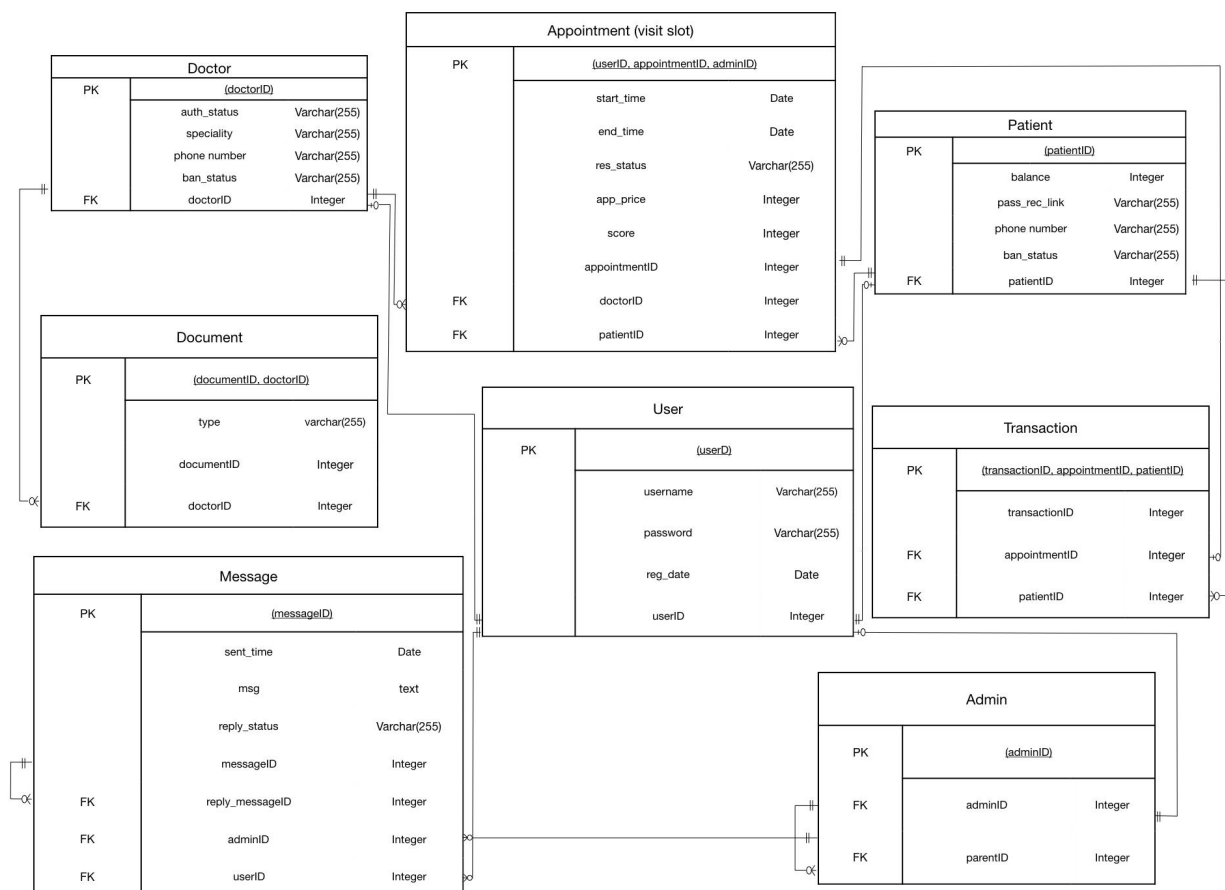 Appointment (visit slot)
PK (userID, appointmentID, adminID)
start_time Date
end_time Date
res_status Varchar(255)
app_price Integer
score Integer
appointmentID Integer
FK doctorID Integer
FK patientID Integer
Doctor
PK (doctorID)
auth_status Varchar(255)
speciality Varchar(255)
phone number Varchar(255)
ban_status Varchar(255)
FK doctorID Integer
Patient
PK (patientID)
balance Integer
pass_rec_link Varchar(255)
phone number Varchar(255)
ban_status Varchar(255)
FK patientID Integer
Document
PK (documentID, doctorID)
type varchar(255)
documentID Integer
FK doctorID Integer
User
PK (userD)
username Varchar(255)
password Varchar(255)
reg_date Date
userID Integer
Transaction
PK (transactionID, appointmentID, patientID)
transactionID Integer
FK appointmentID Integer
FK patientID Integer
Message
PK (messageID)
sent_time Date
msg text
reply_status Varchar(255)
messageID Integer
FK reply_messageID Integer
FK adminID Integer
FK userID Integer
Admin
PK (adminID)
FK adminID Integer
FK parentID Integer